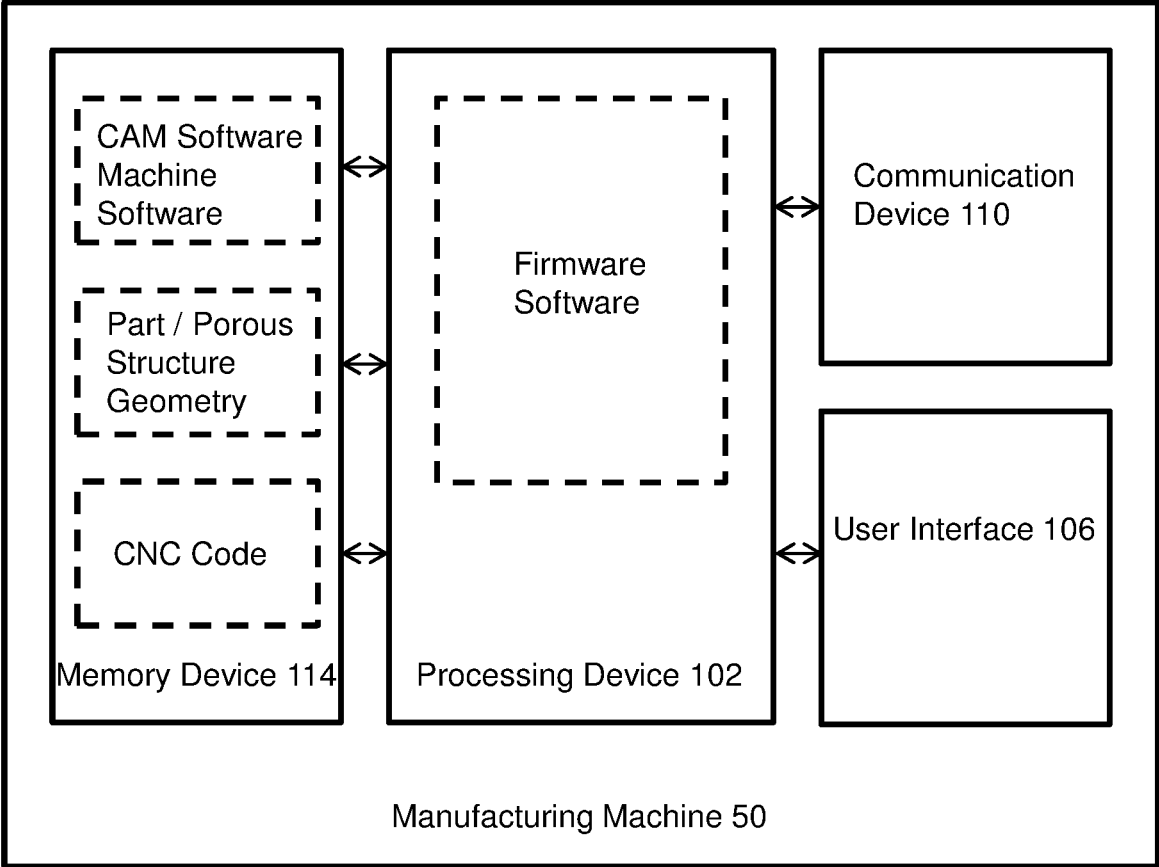 CAM Software
Machine
Software
Part / Porous
Structure
Geometry
CNC Code
Memory Device 114
Firmware
Software
Processing Device 102
Communication
Device 110
User Interface 106
Manufacturing Machine 50